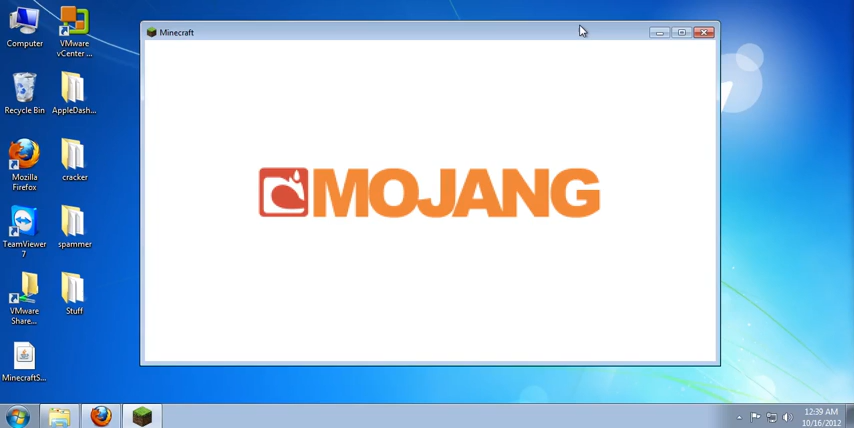 Computer
VMware
vCenter ...
Recycle Bin
AppleDash...
Mozilla
Firefox
cracker
TeamViewer
7
spammer
VMware
Share...
Stuff
MinecraftS...
Minecraft
MOJANG
12:39 AM
10/16/2012